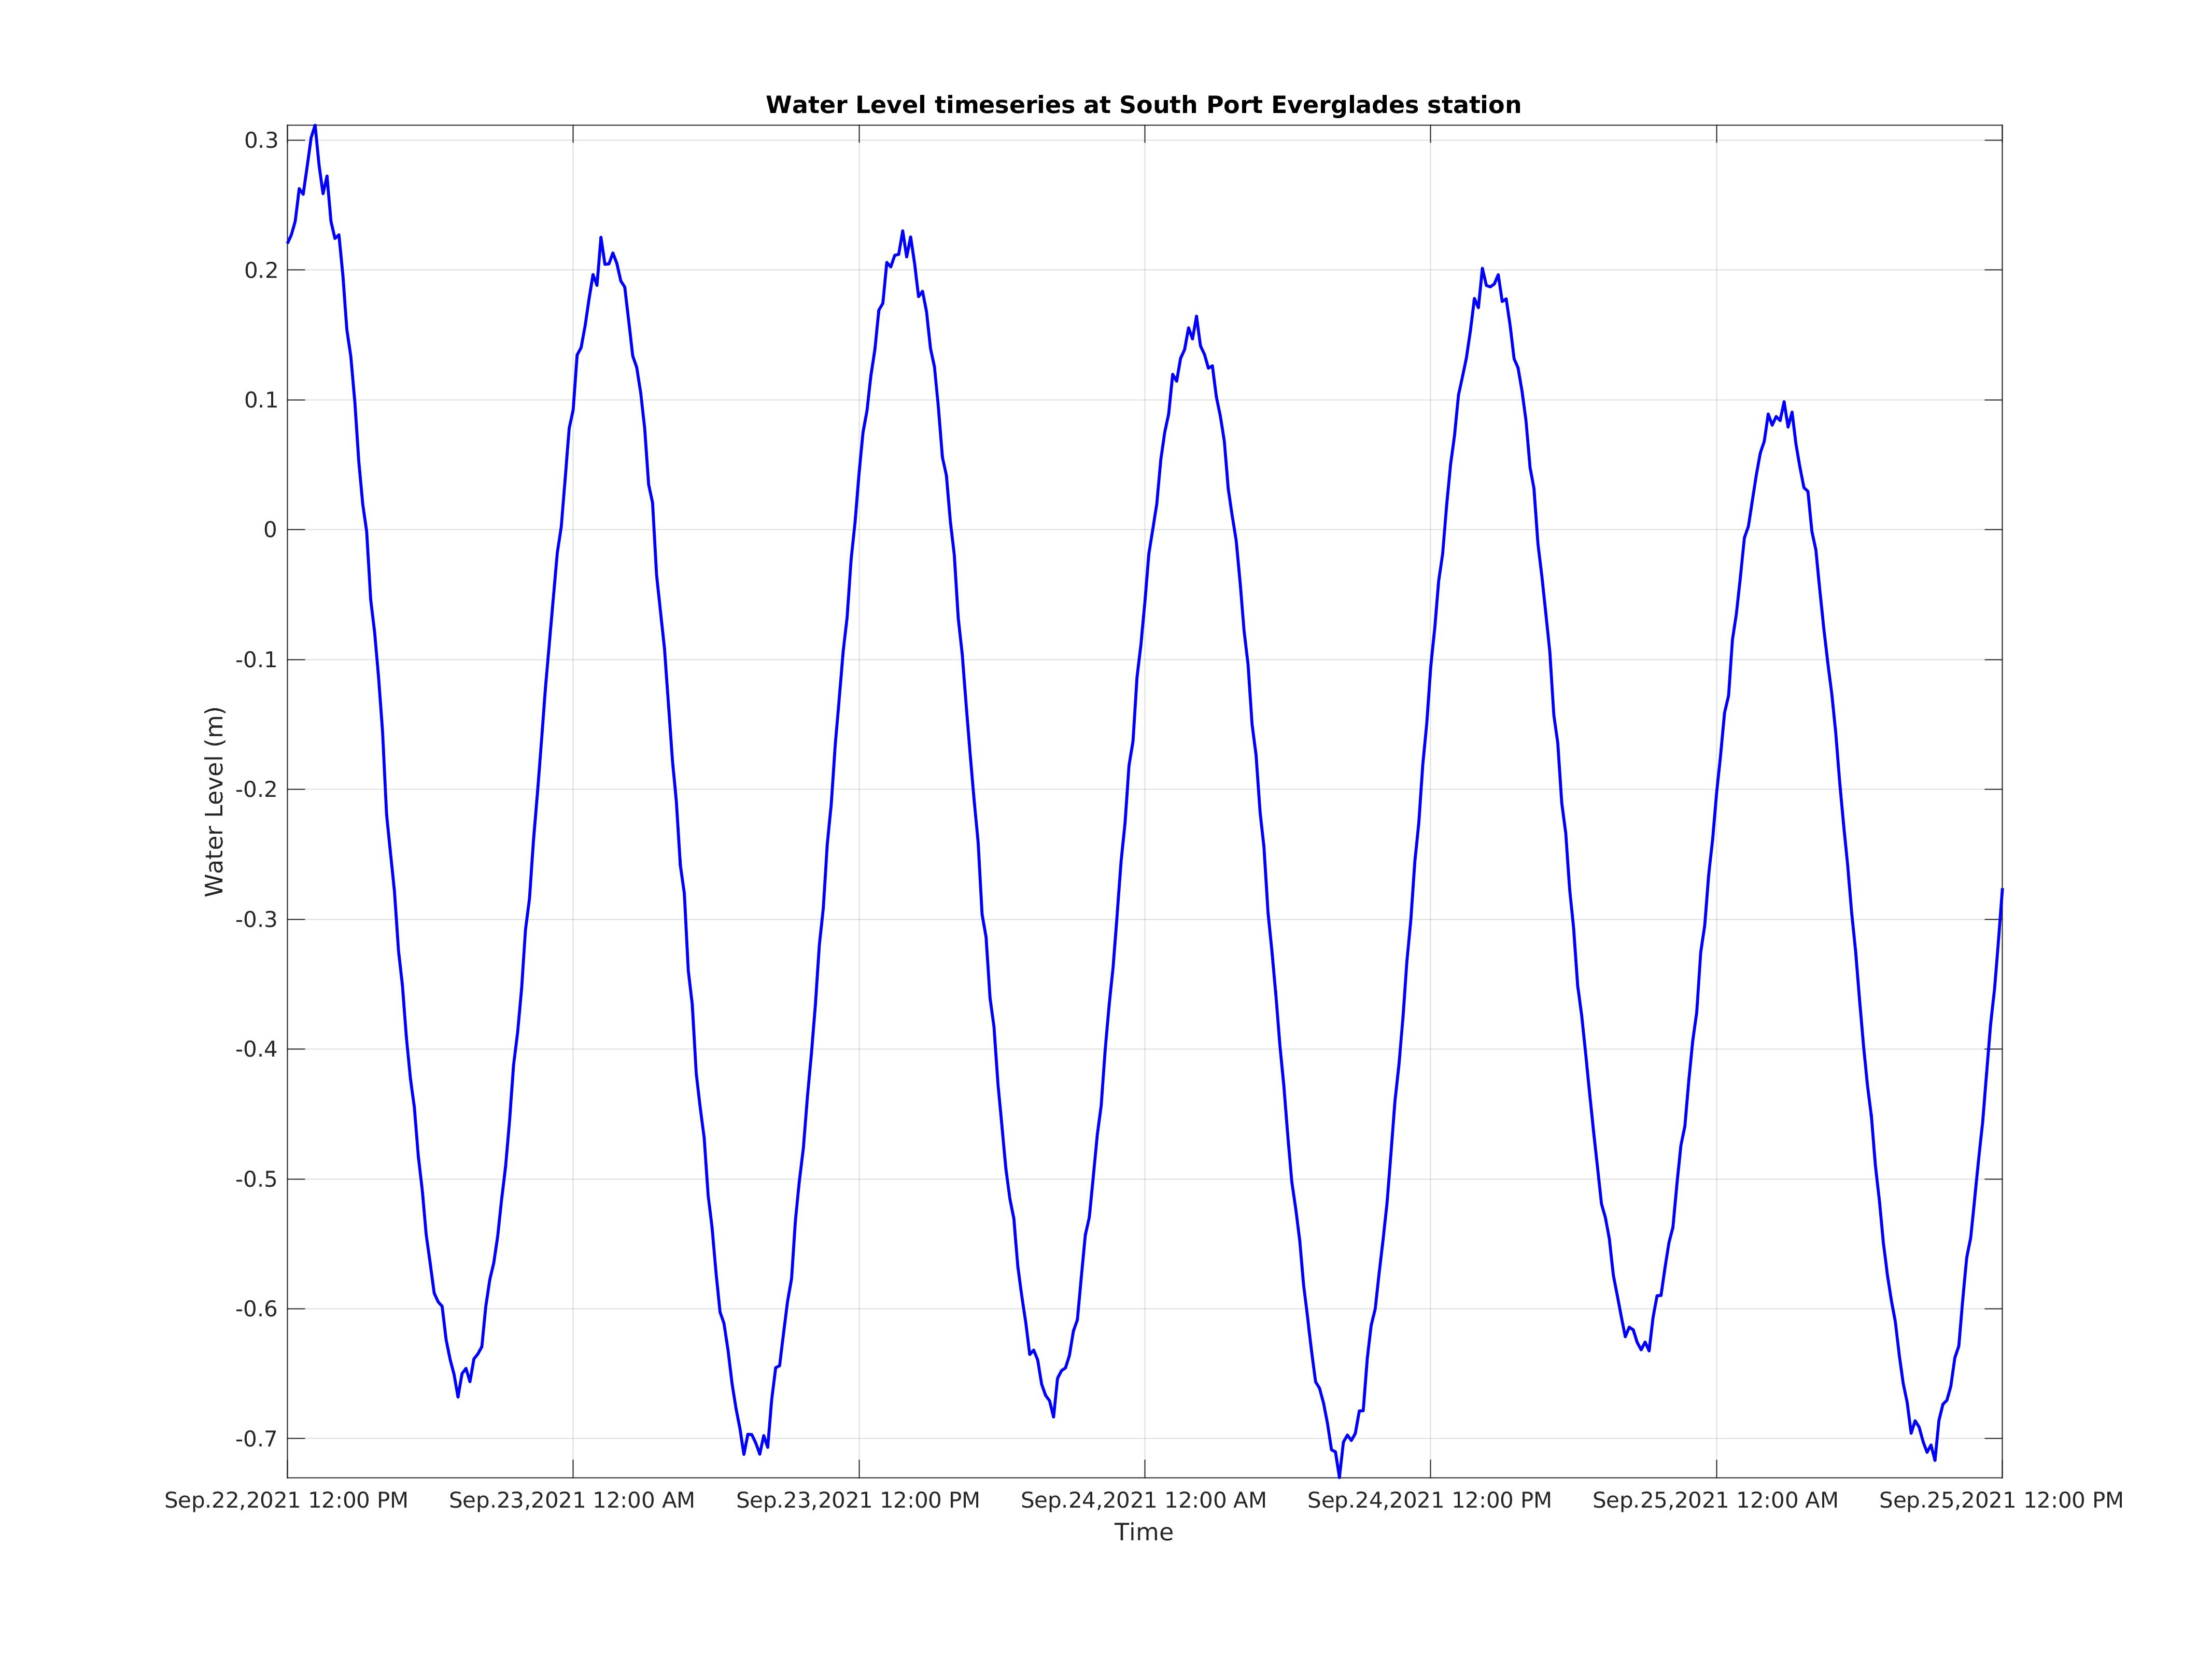 Water Level timeseries at South Port Everglades station
0.3
0.2
0.1
0
-0.1
-0.2
-0.3
-0.4
-0.5
-0.6
-0.7
Water Level (m)
Sep.22,2021 12:00 PM
Sep.23,2021 12:00 AM
Sep.23,2021 12:00 PM
Sep.24,2021 12:00 AM
Sep.24,2021 12:00 PM
Sep.25,2021 12:00 AM
Sep.25,2021 12:00 PM
Time